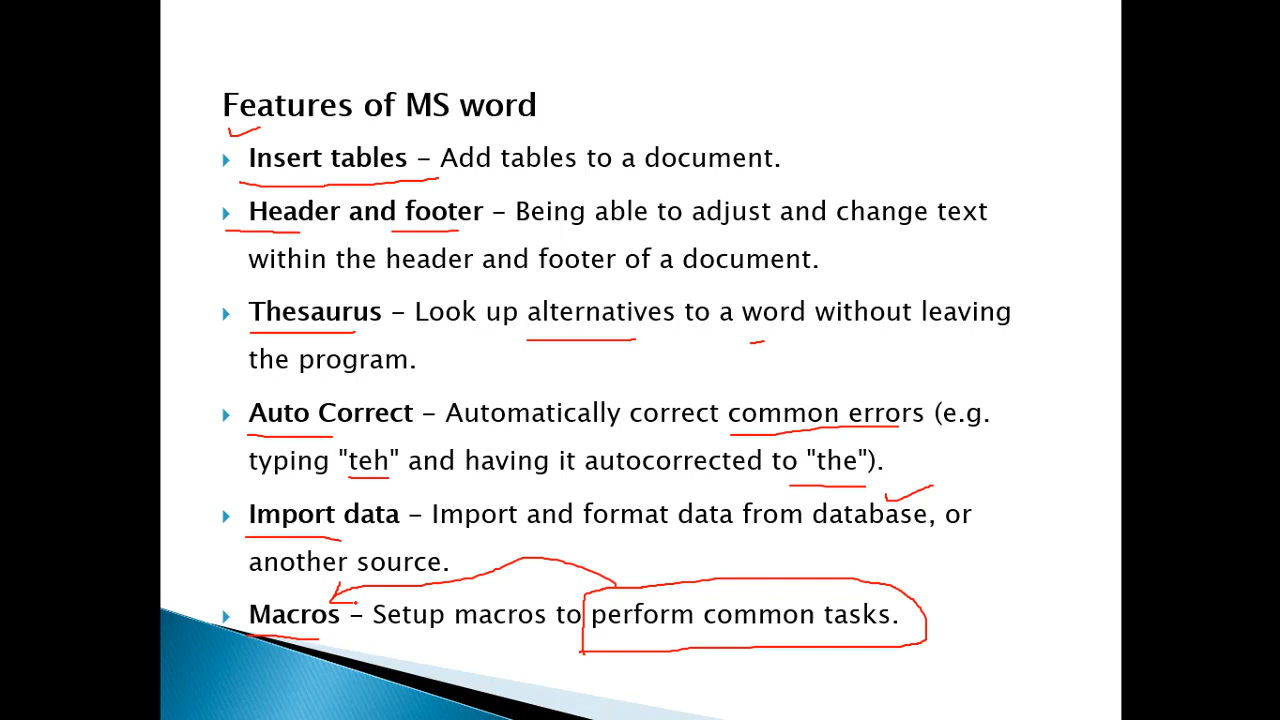 Features of MS word
Insert tables – Add tables to a document.
Header and footer – Being able to adjust and change text
within the header and footer of a document.
Thesaurus – Look up alternatives to a word without leaving
the program.
Auto Correct – Automatically correct common errors (e.g.
typing "teh" and having it autocorrected to "the").
Import data – Import and format data from database, or
another source.
Macros – Setup macros to perform common tasks.